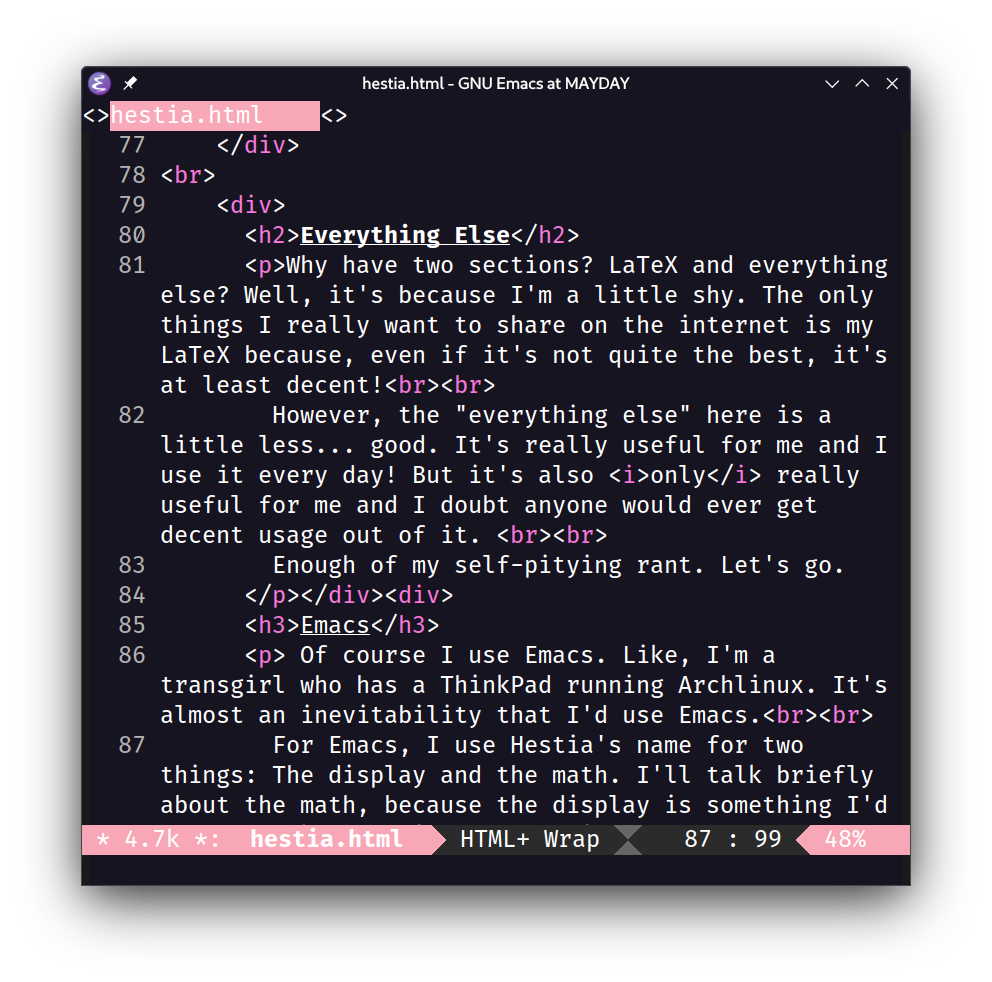 hestia.html - GNU Emacs at MAYDAY
<>hestia.html <>
77 </div>
78 <br>
79 <div>
80 <h2>Everything Else</h2>
81 <p>Why have two sections? LaTeX and everything
else? Well, it's because I'm a little shy. The only
things I really want to share on the internet is my
LaTeX because, even if it's not quite the best, it's
at least decent!<br><br>
82 However, the "everything else" here is a
little less... good. It's really useful for me and I
use it every day! But it's also <i>only</i> really
useful for me and I doubt anyone would ever get
decent usage out of it. <br><br>
83 Enough of my self-pitying rant. Let's go.
84 </p></div><div>
85 <h3>Emacs</h3>
86 <p> Of course I use Emacs. Like, I'm a
transgirl who has a ThinkPad running Archlinux. It's
almost an inevitability that I'd use Emacs.<br><br>
87 For Emacs, I use Hestia's name for two
things: The display and the math. I'll talk briefly
about the math, because the display is something I'd
* 4.7k *: hestia.html HTML+ Wrap 87 : 99 48%